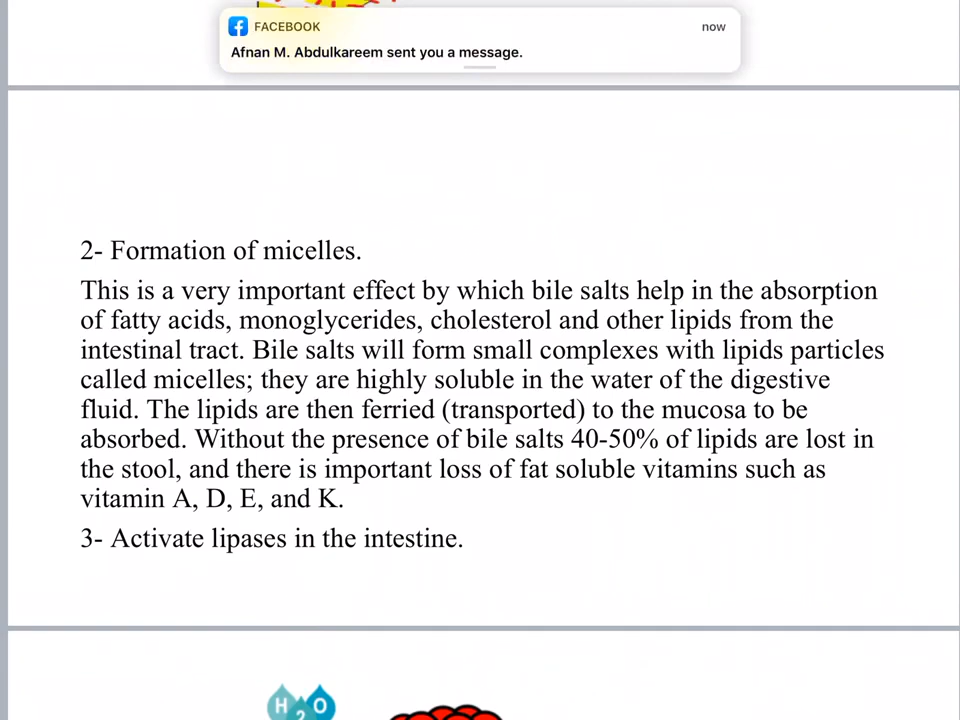 FACEBOOK
now
Afnan M. Abdulkareem sent you a message.
2- Formation of micelles.
This is a very important effect by which bile salts help in the absorption
of fatty acids, monoglycerides, cholesterol and other lipids from the
intestinal tract. Bile salts will form small complexes with lipids particles
called micelles; they are highly soluble in the water of the digestive
fluid. The lipids are then ferried (transported) to the mucosa to be
absorbed. Without the presence of bile salts 40-50% of lipids are lost in
the stool, and there is important loss of fat soluble vitamins such as
vitamin A, D, E, and K.
3- Activate lipases in the intestine.
H2O